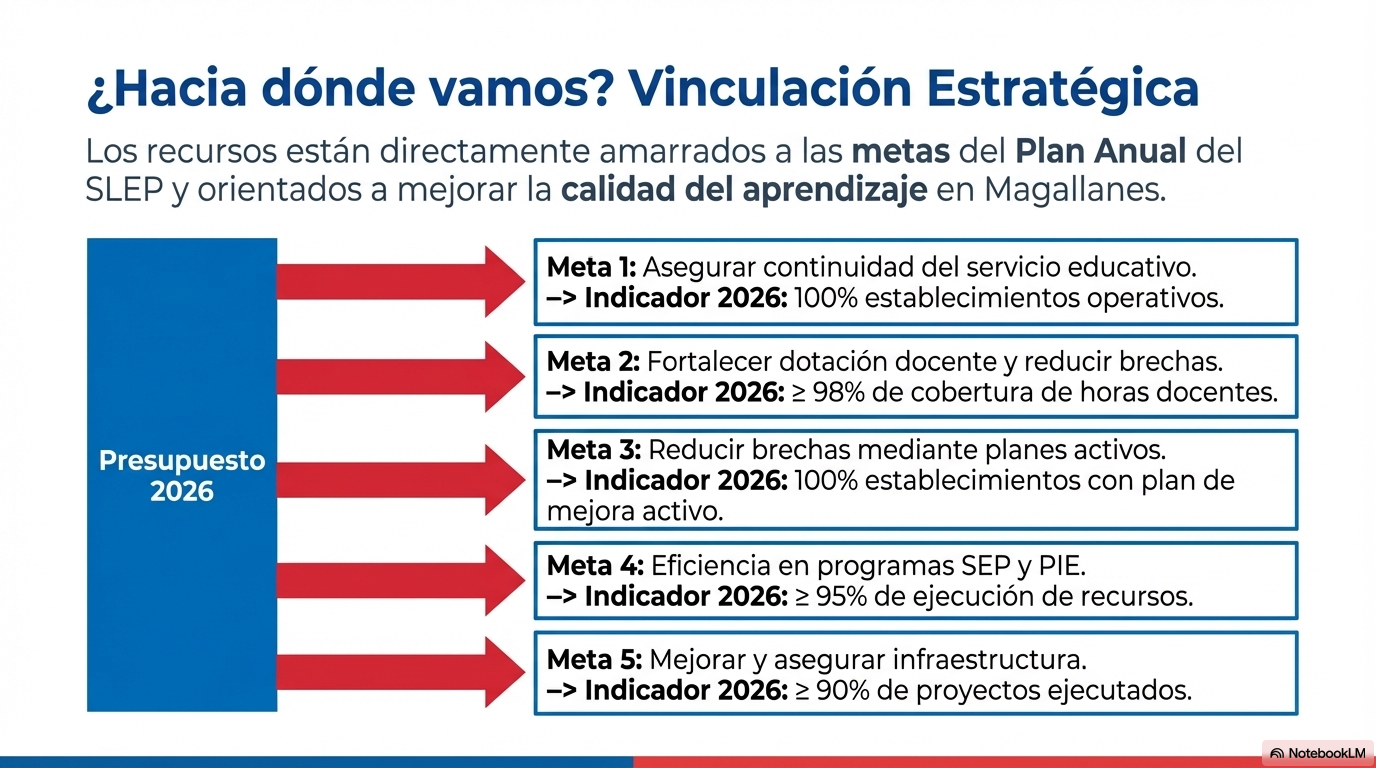 ¿Hacia dónde vamos? Vinculación Estratégica
Los recursos están directamente amarrados a las metas del Plan Anual del
SLEP y orientados a mejorar la calidad del aprendizaje en Magallanes.
Presupuesto
2026
Meta 1: Asegurar continuidad del servicio educativo.
–> Indicador 2026: 100% establecimientos operativos.
Meta 2: Fortalecer dotación docente y reducir brechas.
–> Indicador 2026: ≥ 98% de cobertura de horas docentes.
Meta 3: Reducir brechas mediante planes activos.
–> Indicador 2026: 100% establecimientos con plan de
mejora activo.
Meta 4: Eficiencia en programas SEP y PIE.
–> Indicador 2026: ≥ 95% de ejecución de recursos.
Meta 5: Mejorar y asegurar infraestructura.
–> Indicador 2026: ≥ 90% de proyectos ejecutados.
NotebookLM